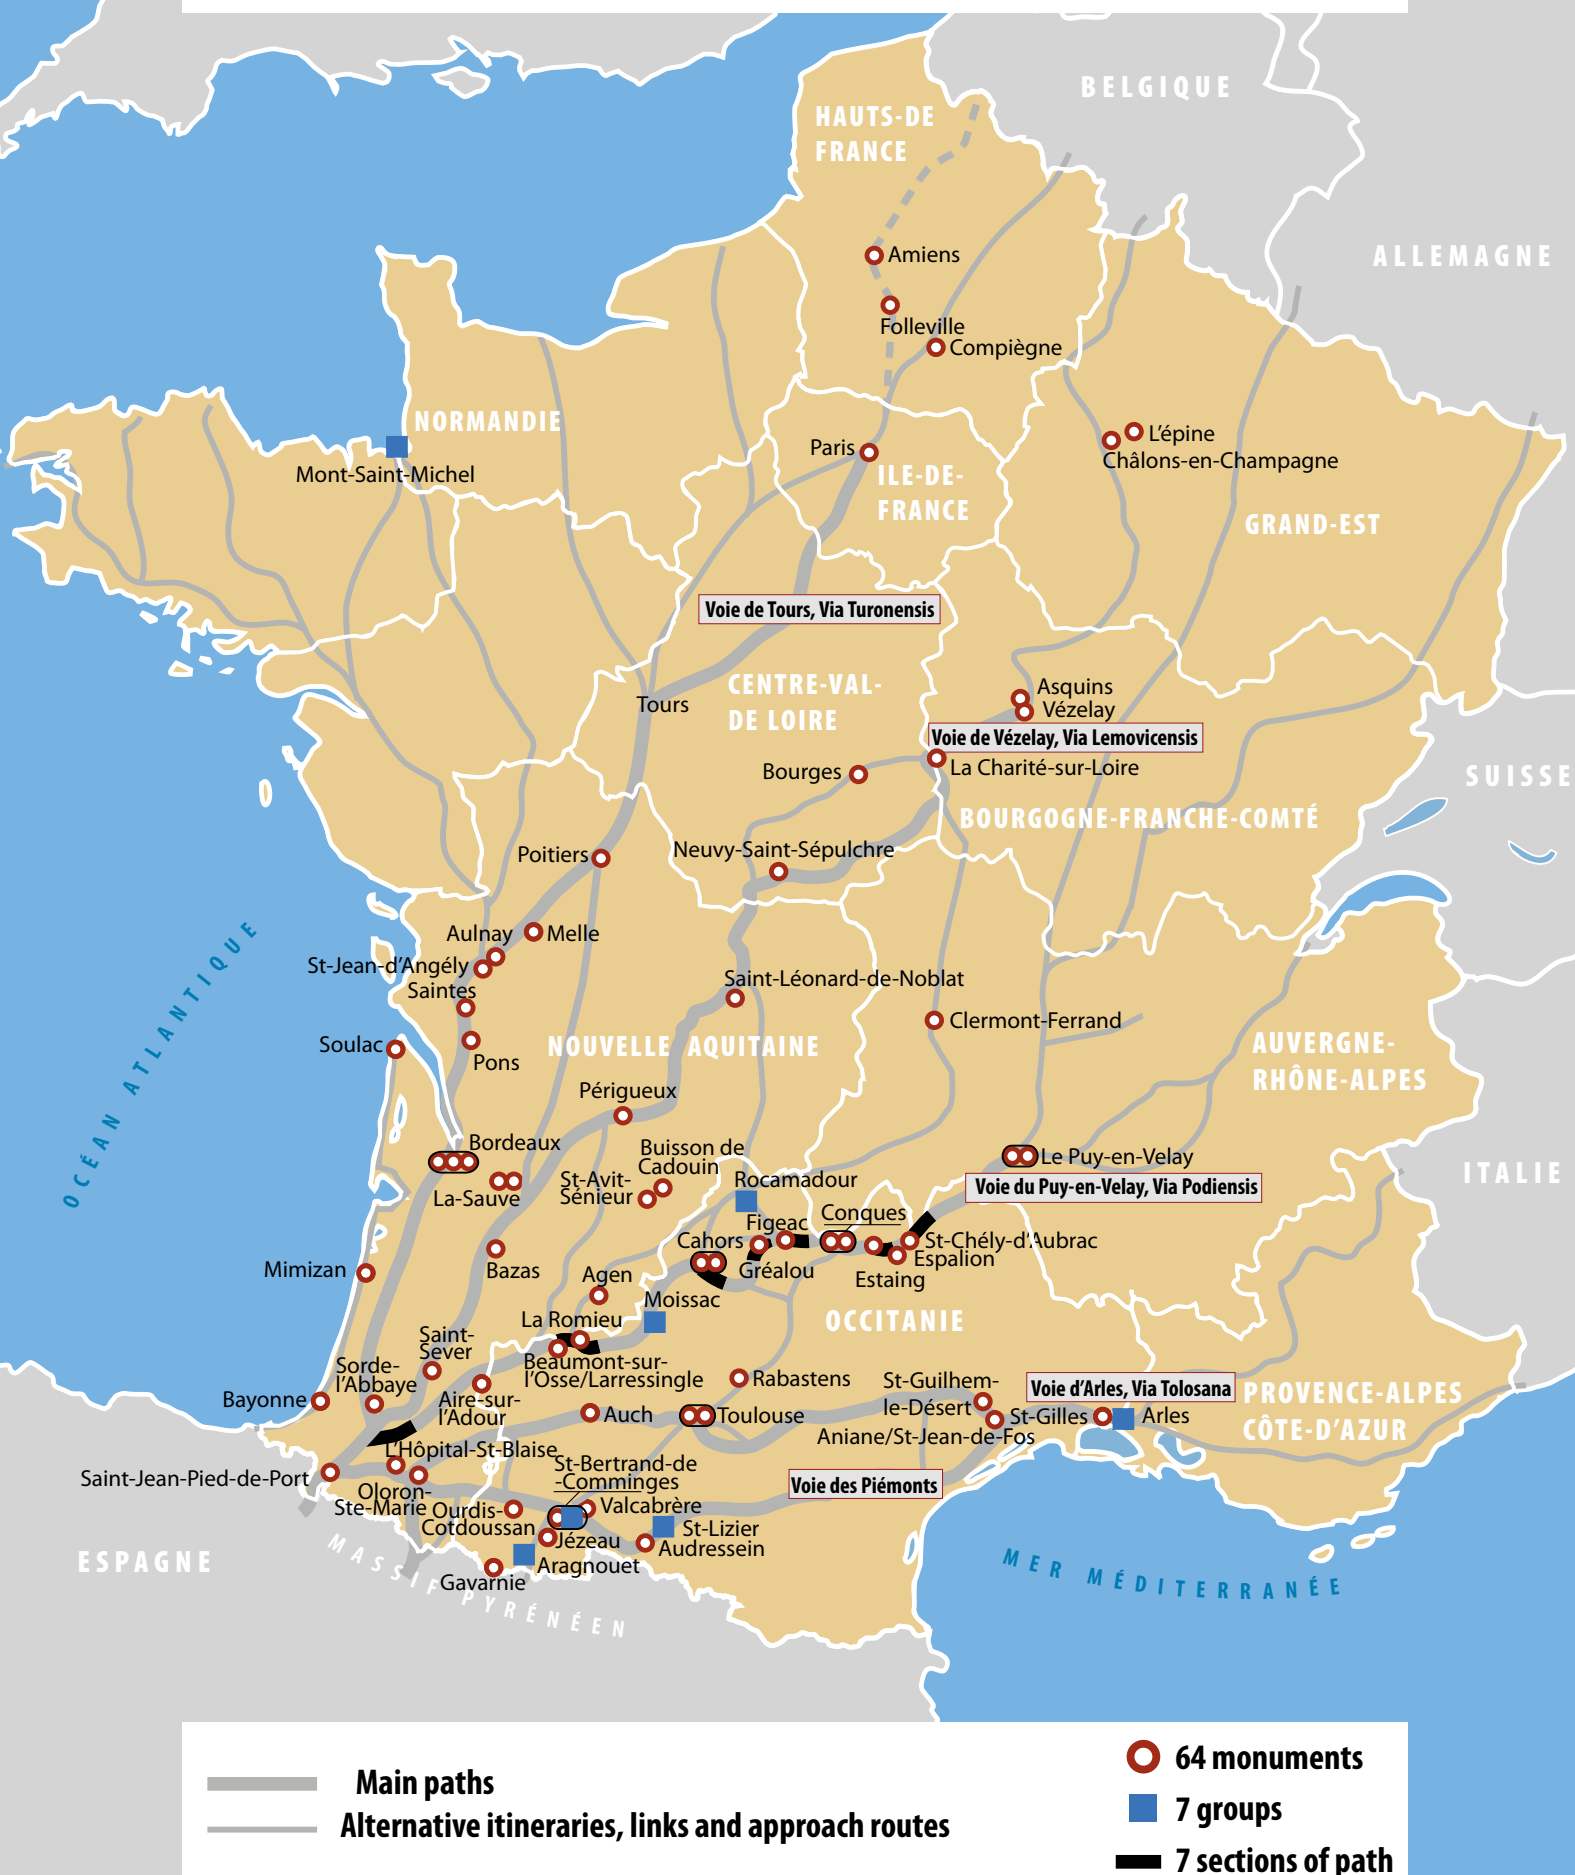 BELGIQUE
HAUTS-DE
FRANCE
ALLEMAGNE
Amiens
Folleville
Compiègne
NORMANDIE
Mont-Saint-Michel
Paris
ILE-DE-
FRANCE
L'épine
Châlons-en-Champagne
GRAND-EST
Voie de Tours, Via Turonensis
CENTRE-VAL-
DE LOIRE
Tours
Asquins
Vézelay
Voie de Vézelay, Via Lemovicensis
La Charité-sur-Loire
Bourges
SUISSE
BOURGOGNE-FRANCHE-COMTÉ
Neuvy-Saint-Sépulchre
Poitiers
Aulnay
Melle
St-Jean-d'Angély
Saintes
OCÉAN ATLANTIQUE
Saint-Léonard-de-Noblat
Clermont-Ferrand
Soulac
Pons
NOUVELLE AQUITAINE
AUVERGNE-
RHÔNE-ALPES
Périgueux
Bordeaux
La-Sauve
Buisson de
Cadouin
St-Avit-
Sénieur
Rocamadour
Le Puy-en-Velay
Voie du Puy-en-Velay, Via Podiensis
ITALIE
Figeac
Conques
Cahors
Gréalou
St-Chély-d'Aubrac
Espalion
Estaing
Mimizan
Bazas
Agen
Moissac
La Romieu
OCCITANIE
Saint-
Sever
Sorde-
l'Abbaye
Beaumont-sur-
l'Osse/Larressingle
Bayonne
Aire-sur-
l'Adour
Rabastens
St-Guilhem-
le-Désert
Voie d'Arles, Via Tolosana
PROVENCE-ALPES
CÔTE-D'AZUR
Auch
Toulouse
St-Gilles
Arles
Aniane/St-Jean-de-Fos
L'Hôpital-St-Blaise
St-Bertrand-de
-Comminges
Saint-Jean-Pied-de-Port
Voie des Piémonts
Oloron-
Ste-Marie
Ourdis-
Cotdoussan
Valcabrère
St-Lizier
Jézeau
Audressein
Aragnouet
Gavarnie
ESPAGNE
MASSIF PYRÉNÉEN
MER MÉDITERRANÉE
Main paths
Alternative itineraries, links and approach routes
64 monuments
7 groups
7 sections of path